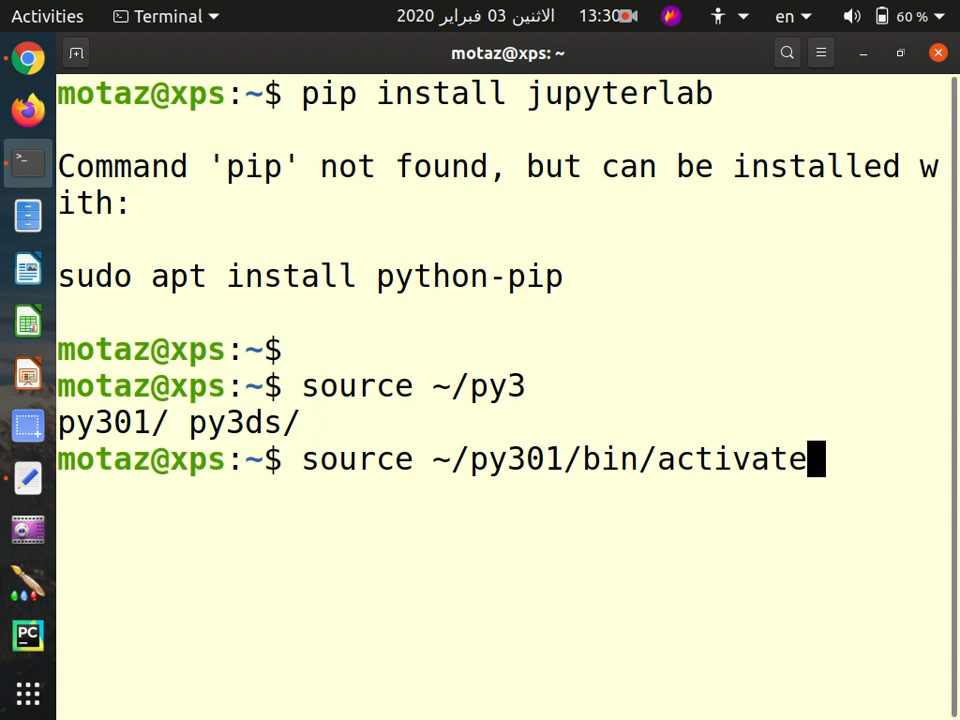 Activities
Terminal
الاثنين 03 فبراير 2020 13:30
en
60 %
motaz@xps: ~
motaz@xps:~$ pip install jupyterlab
Command 'pip' not found, but can be installed w
ith:
sudo apt install python-pip
motaz@xps:~$
motaz@xps:~$ source ~/py3
py301/ py3ds/
motaz@xps:~$ source ~/py301/bin/activate
>_
PC